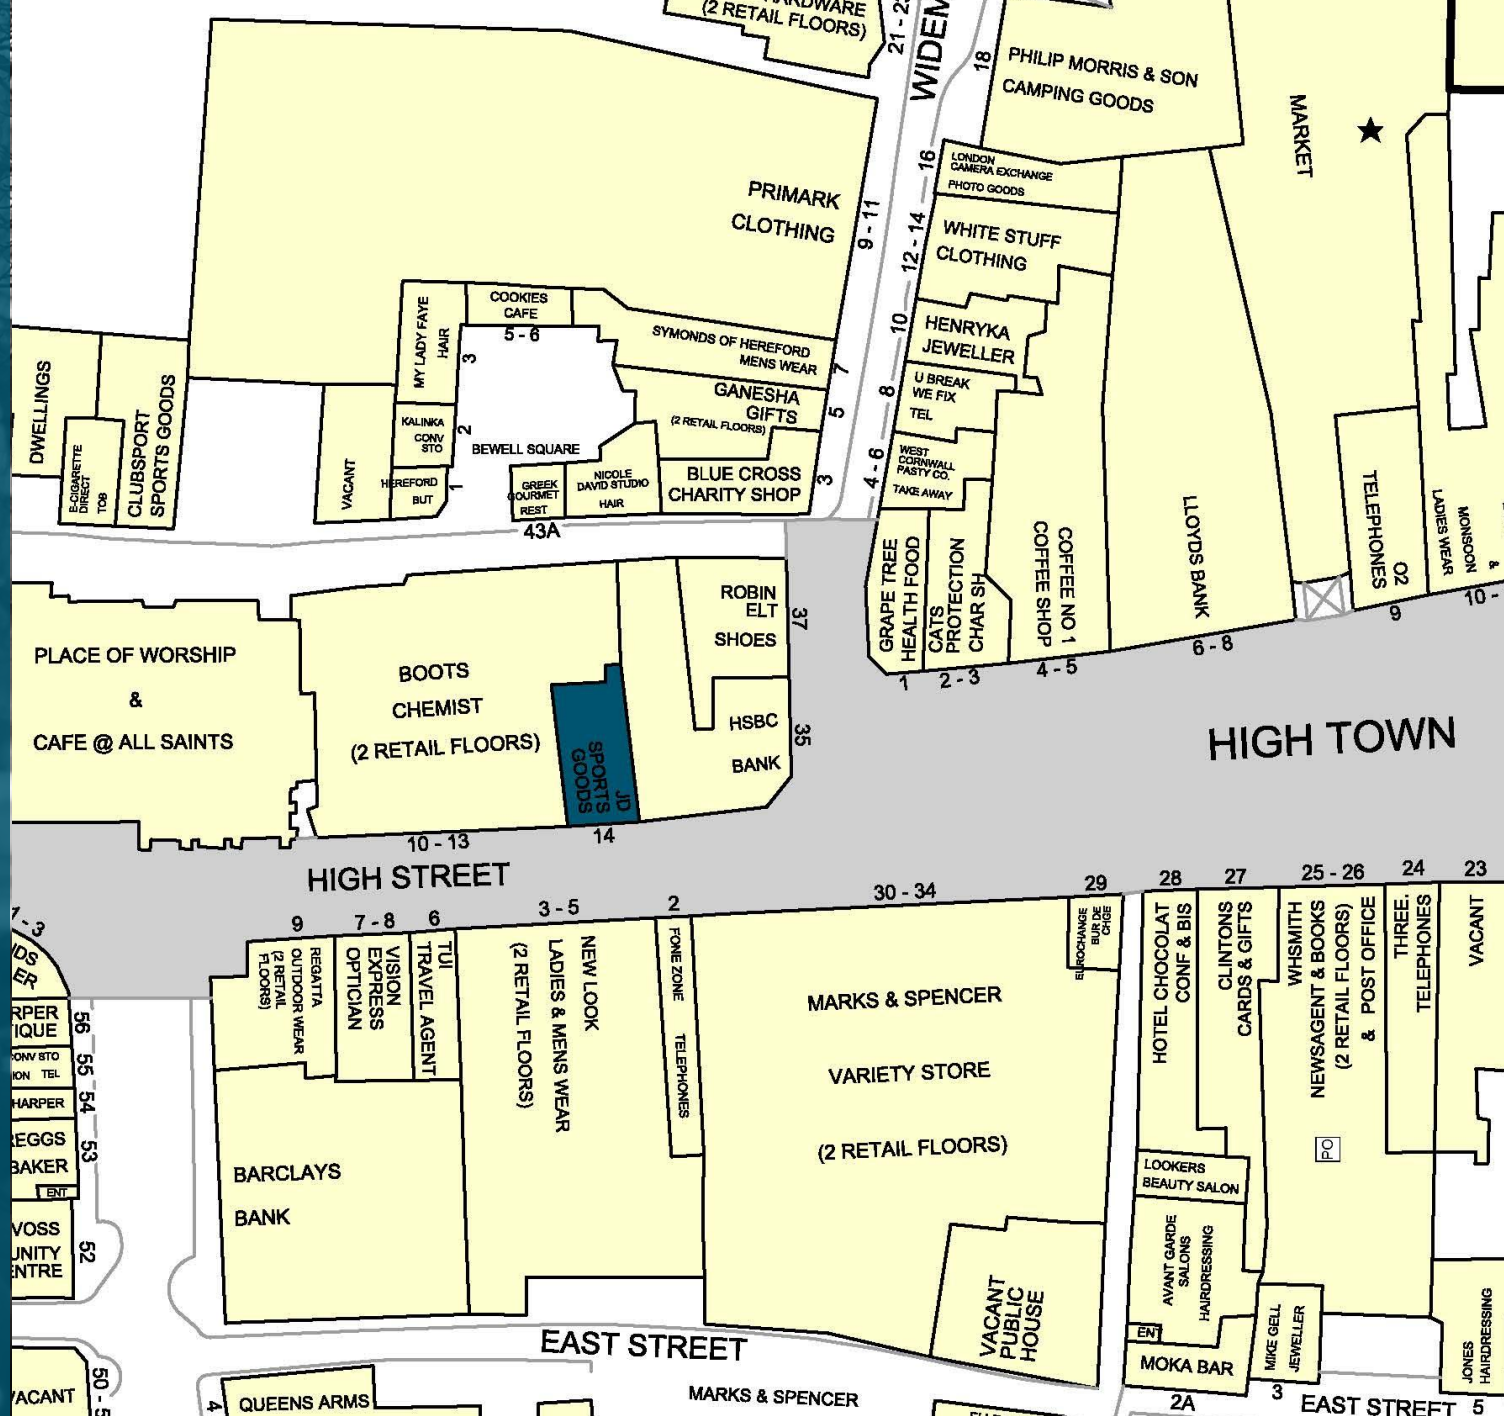 (2 RETAIL FLOORS)
PHILIP MORRIS & SON
CAMPING GOODS
18
MARKET
16
LONDON
CAMERA EXCHANGE
PHOTO GOODS
PRIMARK
CLOTHING
9 - 11
12 - 14
WHITE STUFF
CLOTHING
MY LADY FAYE
HAIR
3
COOKIES
CAFE
5 - 6
SYMONDS OF HEREFORD
MENS WEAR
7
10
HENRYKA
JEWELLER
GANESHA
GIFTS
(2 RETAIL FLOORS)
5
8
U BREAK
WE FIX
TEL
DWELLINGS
E-CIGARETTE
DIRECT
TOB
CLUBSPORT
SPORTS GOODS
VACANT
KALINKA
CONV
STO
2
BEWELL SQUARE
HEREFORD
BUT
1
GREEK
GOURMET
REST
NICOLE
DAVID STUDIO
HAIR
43A
BLUE CROSS
CHARITY SHOP
3
4 - 6
WEST
CORNWALL
PASTY CO.
TAKE AWAY
GRAPE TREE
HEALTH FOOD
1
CATS
PROTECTION
CHAR SH
2 - 3
COFFEE NO 1
COFFEE SHOP
4 - 5
LLOYDS BANK
6 - 8
O2
TELEPHONES
9
MONSOON
&
LADIES WEAR
10 -
PLACE OF WORSHIP
&
CAFE @ ALL SAINTS
BOOTS
CHEMIST
(2 RETAIL FLOORS)
10 - 13
JD
SPORTS
GOODS
14
ROBIN
ELT
SHOES
37
HSBC
BANK
35
HIGH TOWN
HIGH STREET
9
REGATTA
OUTDOOR WEAR
(2 RETAIL
FLOORS)
7 - 8
VISION
EXPRESS
OPTICIAN
6
TUI
TRAVEL AGENT
3 - 5
NEW LOOK
LADIES & MENS WEAR
(2 RETAIL FLOORS)
2
FONE ZONE TELEPHONES
30 - 34
MARKS & SPENCER
VARIETY STORE
(2 RETAIL FLOORS)
29
EUROCHANGE
BUR DE
CHGE
28
HOTEL CHOCOLAT
CONF & BIS
27
CLINTONS
CARDS & GIFTS
25 - 26
WHSMITH
NEWSAGENT & BOOKS
(2 RETAIL FLOORS)
& POST OFFICE
PO
24
THREE.
TELEPHONES
23
VACANT
56
CONV STO
TEL
55
HARPER
54
BAKER
53
ENT
52
BARCLAYS
BANK
VACANT
PUBLIC
HOUSE
LOOKERS
BEAUTY SALON
AVANT GARDE
SALONS
HAIRDRESSING
ENT
MOKA BAR
2A
MIKE GELL
JEWELLER
3
JONES
HAIRDRESSING
5
EAST STREET
EAST STREET
4
QUEENS ARMS
MARKS & SPENCER